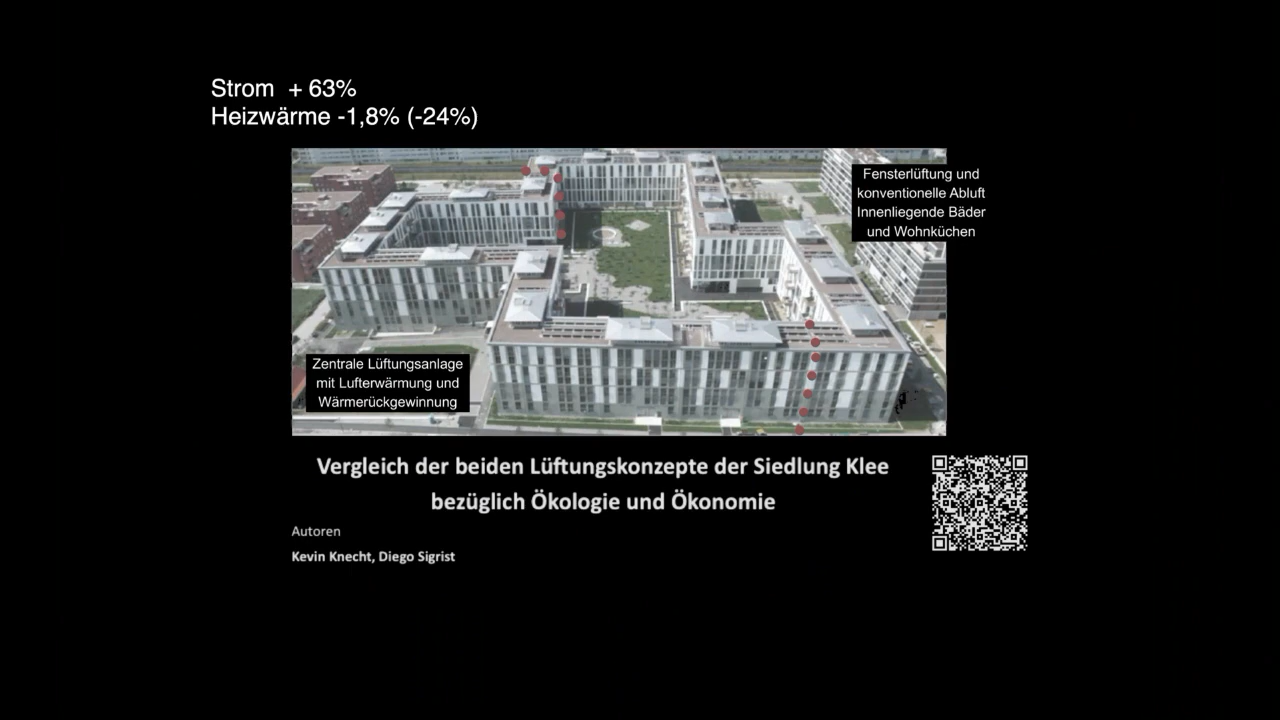 Strom + 63%
Heizwärme -1,8% (-24%)
Fensterlüftung und
konventionelle Abluft
Innenliegende Bäder
und Wohnküchen
Zentrale Lüftungsanlage
mit Lufterwärmung und
Wärmerückgewinnung
Vergleich der beiden Lüftungskonzepte der Siedlung Klee
bezüglich Ökologie und Ökonomie
Autoren
Kevin Knecht, Diego Sigrist